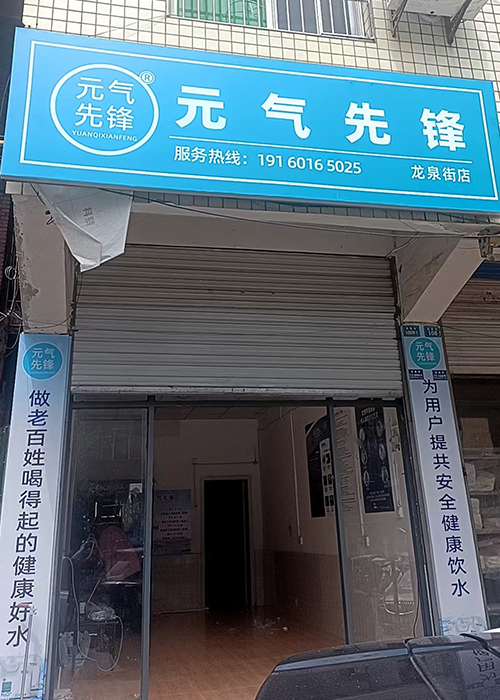 元气
先锋
®
YUANQIXIANFENG
元气先锋
服务热线：191 6016 5025
龙泉街店
元气
先锋
做老百姓喝得起的健康好水
元气
先锋
为用户提共安全健康饮水